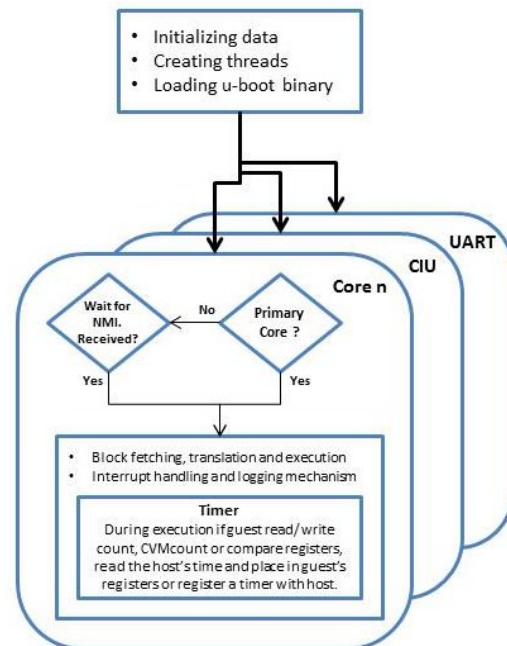 • Initializing data
• Creating threads
• Loading u-boot binary
UART
CIU
Core n
Wait for
NMI.
Received?
No
Primary
Core ?
Yes
Yes
• Block fetching, translation and execution
• Interrupt handling and logging mechanism
Timer
During execution if guest read/ write
count, CVMcount or compare registers,
read the host's time and place in guest's
registers or register a timer with host.